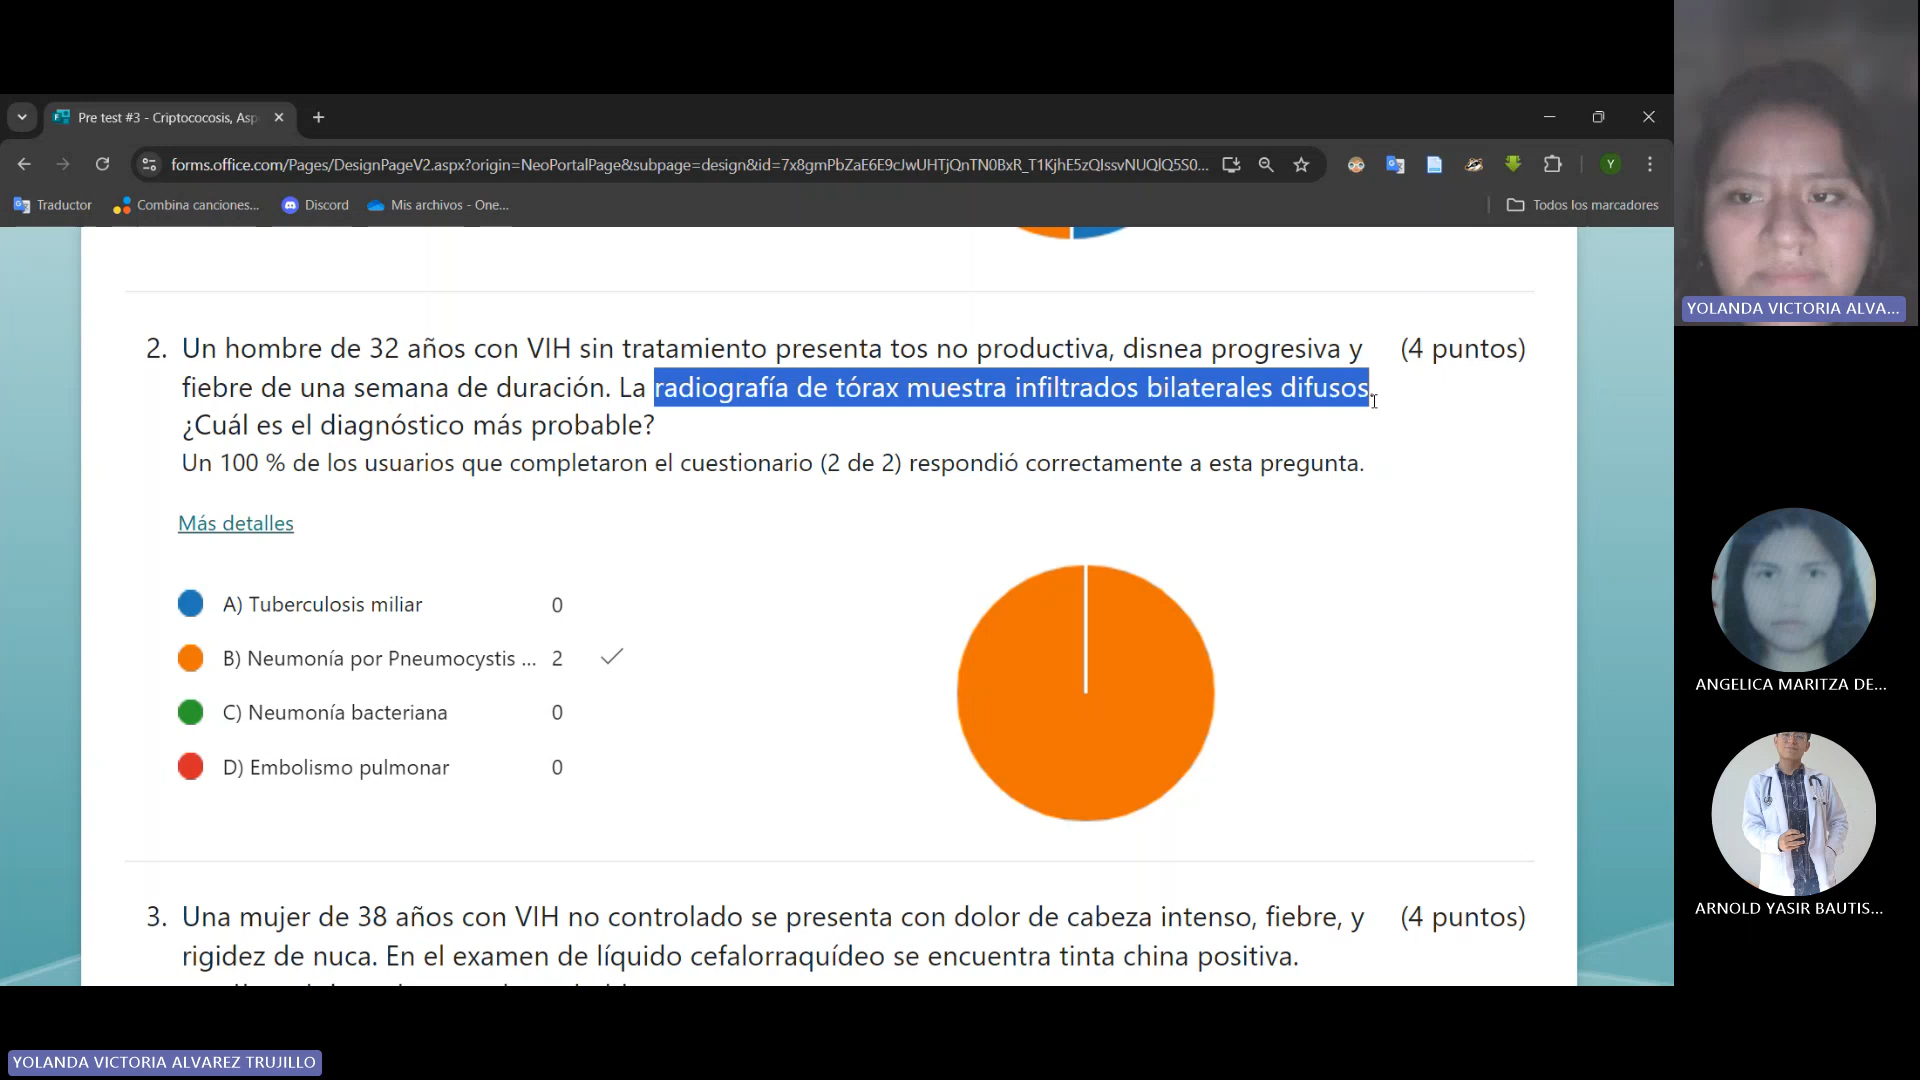 Pre test #3 - Criptococosis, Asp
forms.office.com/Pages/DesignPageV2.aspx?origin=NeoPortalPage&subpage=design&id=7x8gmPbZaE6E9cJwUHTjQnTN0BxR_T1KjhE5zQIssvNUQlQ5S0...
Y
Traductor
Combina canciones...
Discord
Mis archivos - One...
Todos los marcadores
2. Un hombre de 32 años con VIH sin tratamiento presenta tos no productiva, disnea progresiva y (4 puntos)
fiebre de una semana de duración. La radiografía de tórax muestra infiltrados bilaterales difusos.
¿Cuál es el diagnóstico más probable?
Un 100 % de los usuarios que completaron el cuestionario (2 de 2) respondió correctamente a esta pregunta.
Más detalles
A) Tuberculosis miliar 0
B) Neumonía por Pneumocystis ... 2
C) Neumonía bacteriana 0
D) Embolismo pulmonar 0
3. Una mujer de 38 años con VIH no controlado se presenta con dolor de cabeza intenso, fiebre, y (4 puntos)
rigidez de nuca. En el examen de líquido cefalorraquídeo se encuentra tinta china positiva.
YOLANDA VICTORIA ALVA...
ANGELICA MARITZA DE...
ARNOLD YASIR BAUTIS...
YOLANDA VICTORIA ALVAREZ TRUJILLO